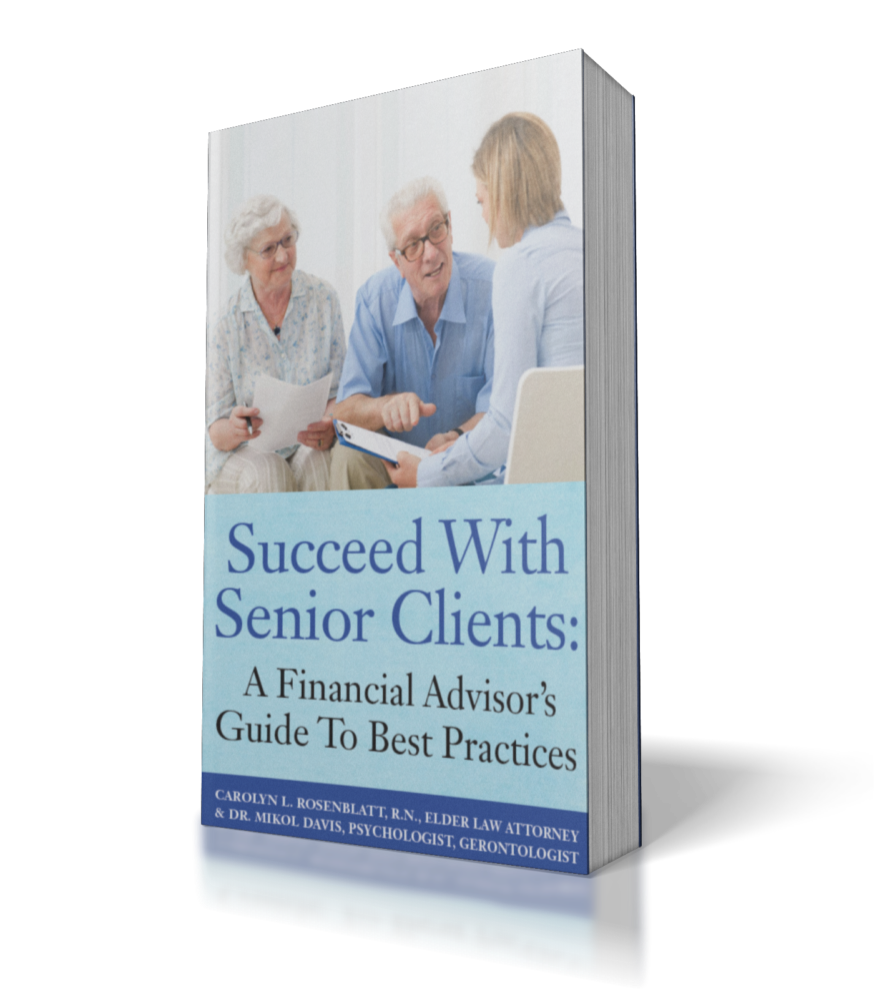 Succeed With
Senior Clients:
A Financial Advisor's
Guide To Best Practices
CAROLYN L. ROSENBLATT, R.N., ELDER LAW ATTORNEY
& DR. MIKOL DAVIS, PSYCHOLOGIST, GERONTOLOGIST